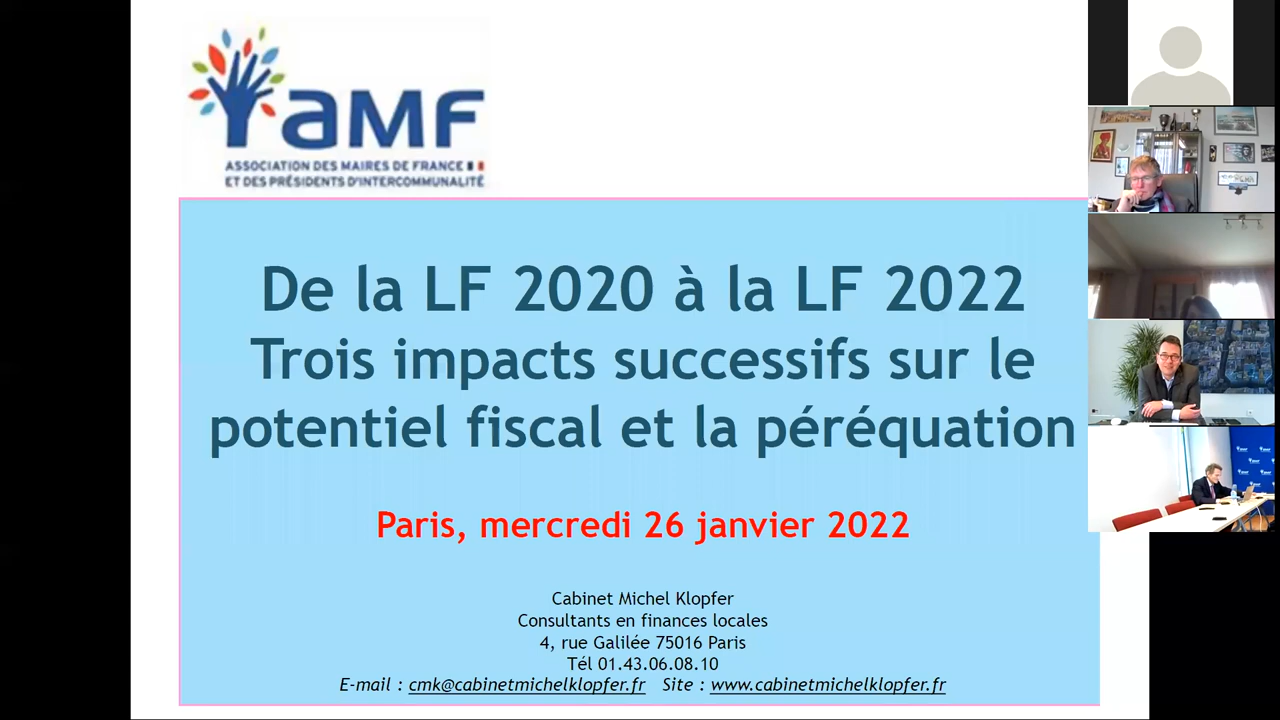 aMF
ASSOCIATION DES MAIRES DE FRANCE
ET DES PRÉSIDENTS D'INTERCOMMUNALITÉ
De la LF 2020 à la LF 2022
Trois impacts successifs sur le
potentiel fiscal et la péréquation
Paris, mercredi 26 janvier 2022
Cabinet Michel Klopfer
Consultants en finances locales
4, rue Galilée 75016 Paris
Tél 01.43.06.08.10
E-mail : cmk@cabinetmichelklopfer.fr Site : www.cabinetmichelklopfer.fr